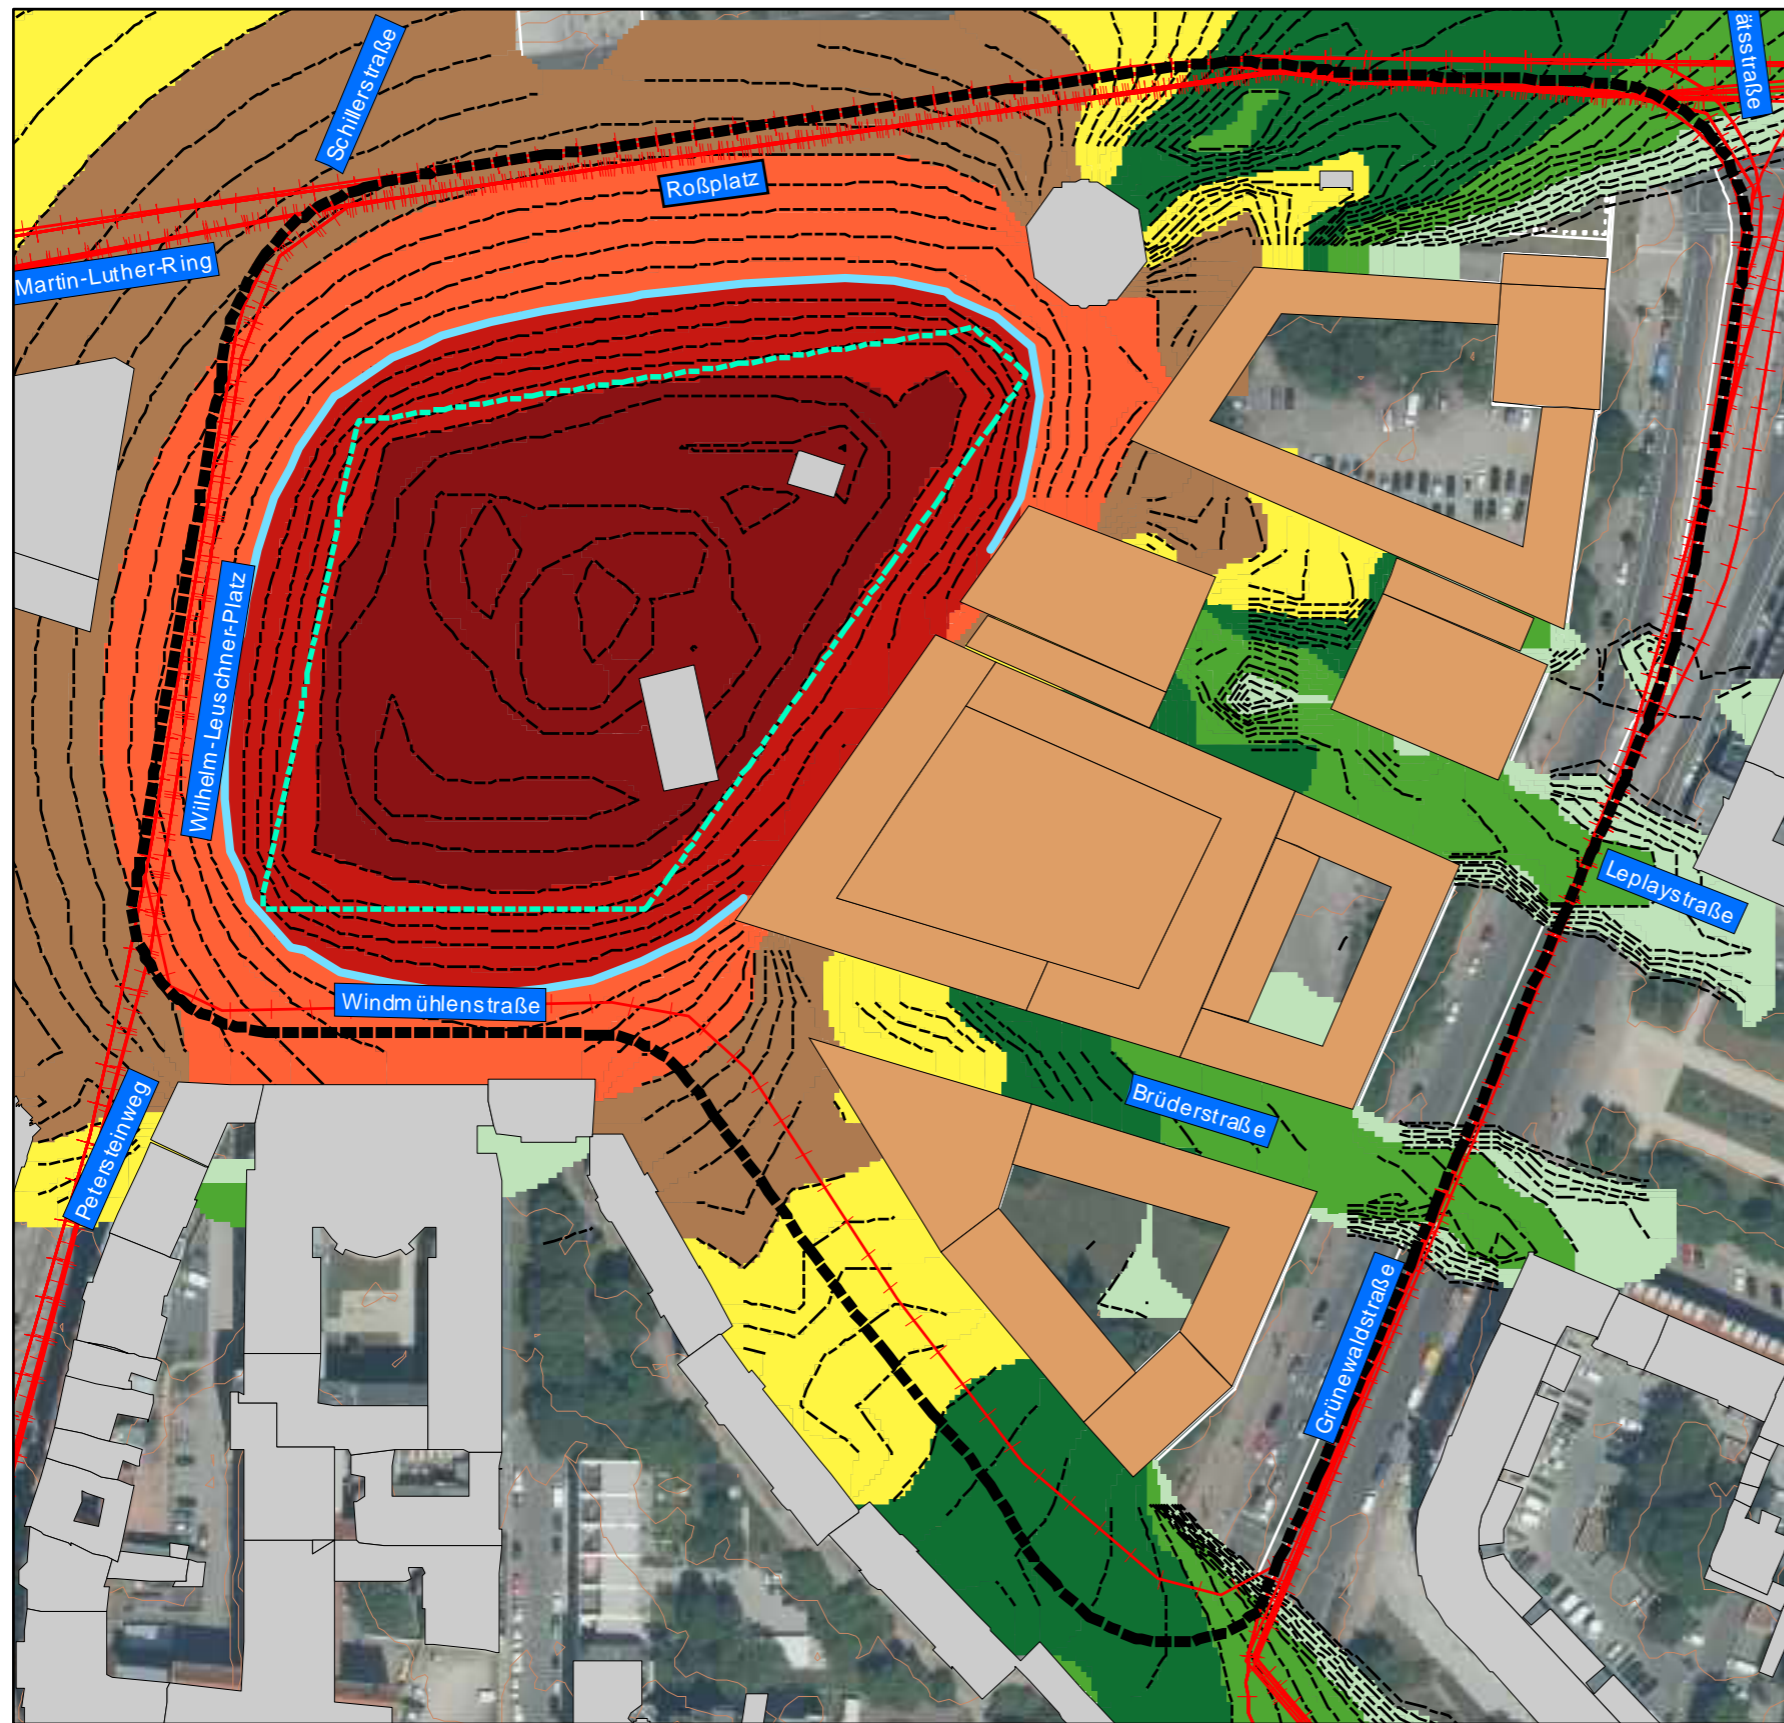 Schillerstraße
ätsstraße
Roßplatz
Martin-Luther-Ring
Wilhelm-Leuschner-Platz
Leplaystraße
Windmühlenstraße
Brüderstraße
Petersteinweg
Grünewaldstraße